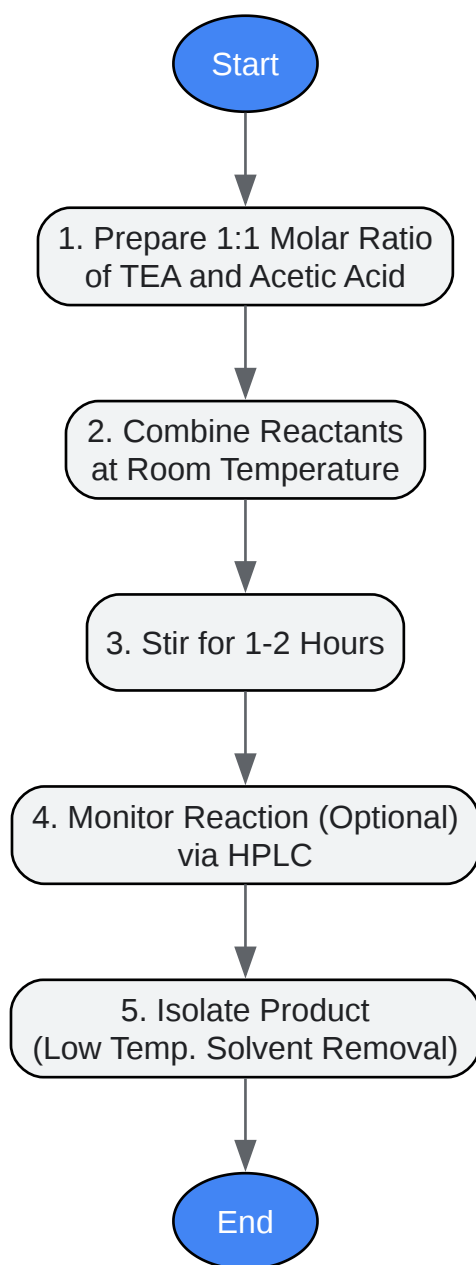 Start
1. Prepare 1:1 Molar Ratio
of TEA and Acetic Acid
2. Combine Reactants
at Room Temperature
3. Stir for 1-2 Hours
4. Monitor Reaction (Optional)
via HPLC
5. Isolate Product
(Low Temp. Solvent Removal)
End